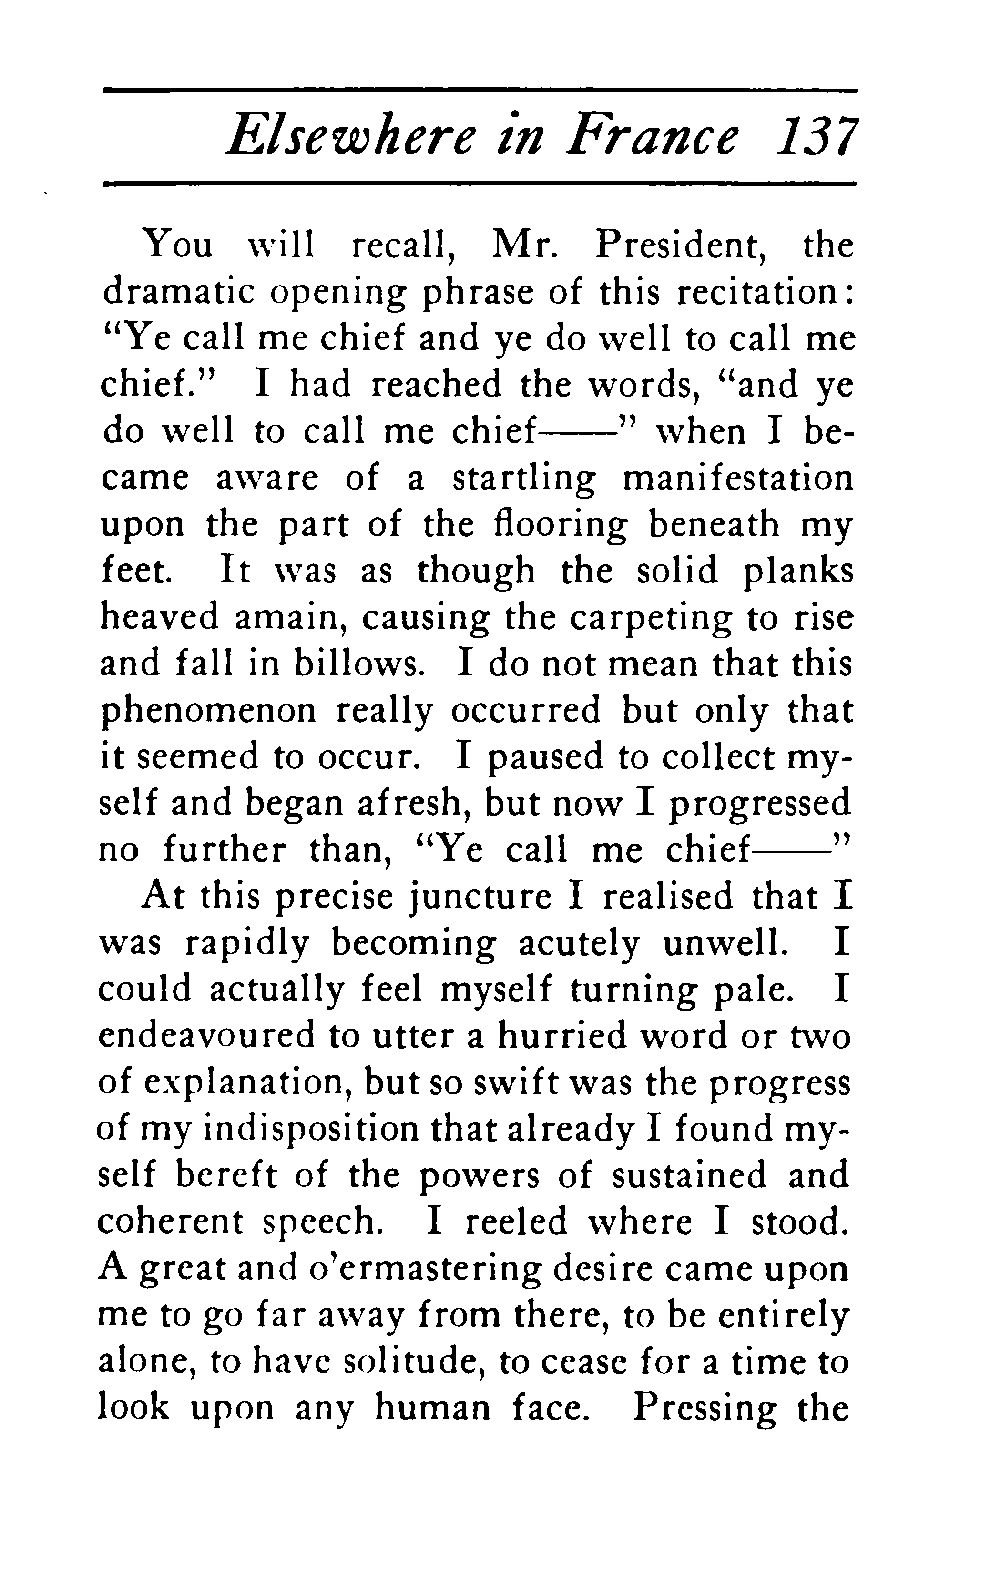 Elsewhere in France 137
You will recall, Mr. President, the
dramatic opening phrase of this recitation:
“Ye call me chief and ye do well to call me
chief.” I had reached the words, “and ye
do well to call me chief——” when I be-
came aware of a startling manifestation
upon the part of the flooring beneath my
feet. It was as though the solid planks
heaved amain, causing the carpeting to rise
and fall in billows. I do not mean that this
phenomenon really occurred but only that
it seemed to occur. I paused to collect my-
self and began afresh, but now I progressed
no further than, “Ye call me chief——”
At this precise juncture I realised that I
was rapidly becoming acutely unwell. I
could actually feel myself turning pale. I
endeavoured to utter a hurried word or two
of explanation, but so swift was the progress
of my indisposition that already I found my-
self bereft of the powers of sustained and
coherent speech. I reeled where I stood.
A great and o’ermastering desire came upon
me to go far away from there, to be entirely
alone, to have solitude, to cease for a time to
look upon any human face. Pressing the